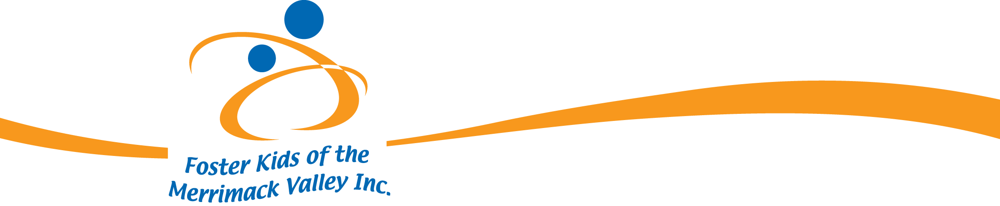 Foster Kids of the
Merrimack Valley Inc.